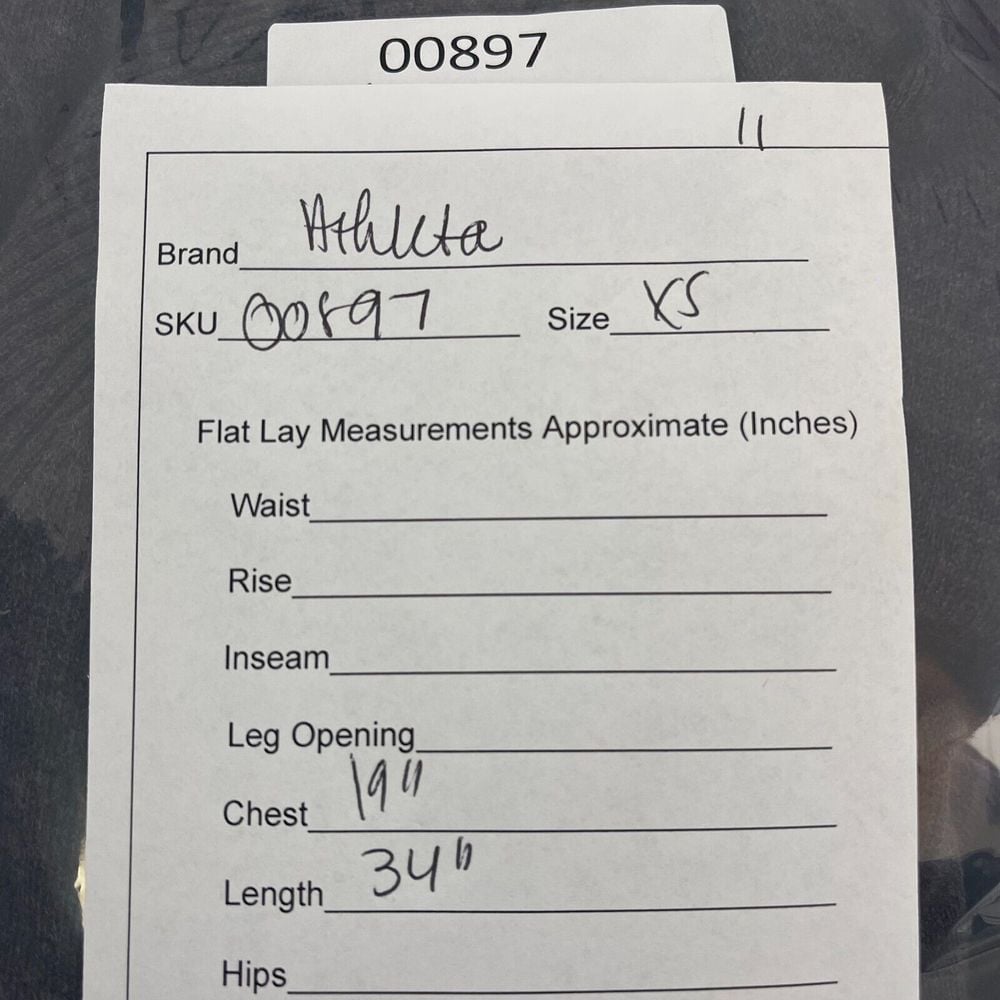 00897
11
Brand Athleta
SKU 00897 Size XS
Flat Lay Measurements Approximate (Inches)
Waist
Rise
Inseam
Leg Opening
Chest 19"
Length 34"
Hips